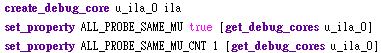 create_debug_core u_ila_0 ila
set_property ALL_PROBE_SAME_MU true [get_debug_cores u_ila_0]
set_property ALL_PROBE_SAME_MU_CNT 1 [get_debug_cores u_ila_0]